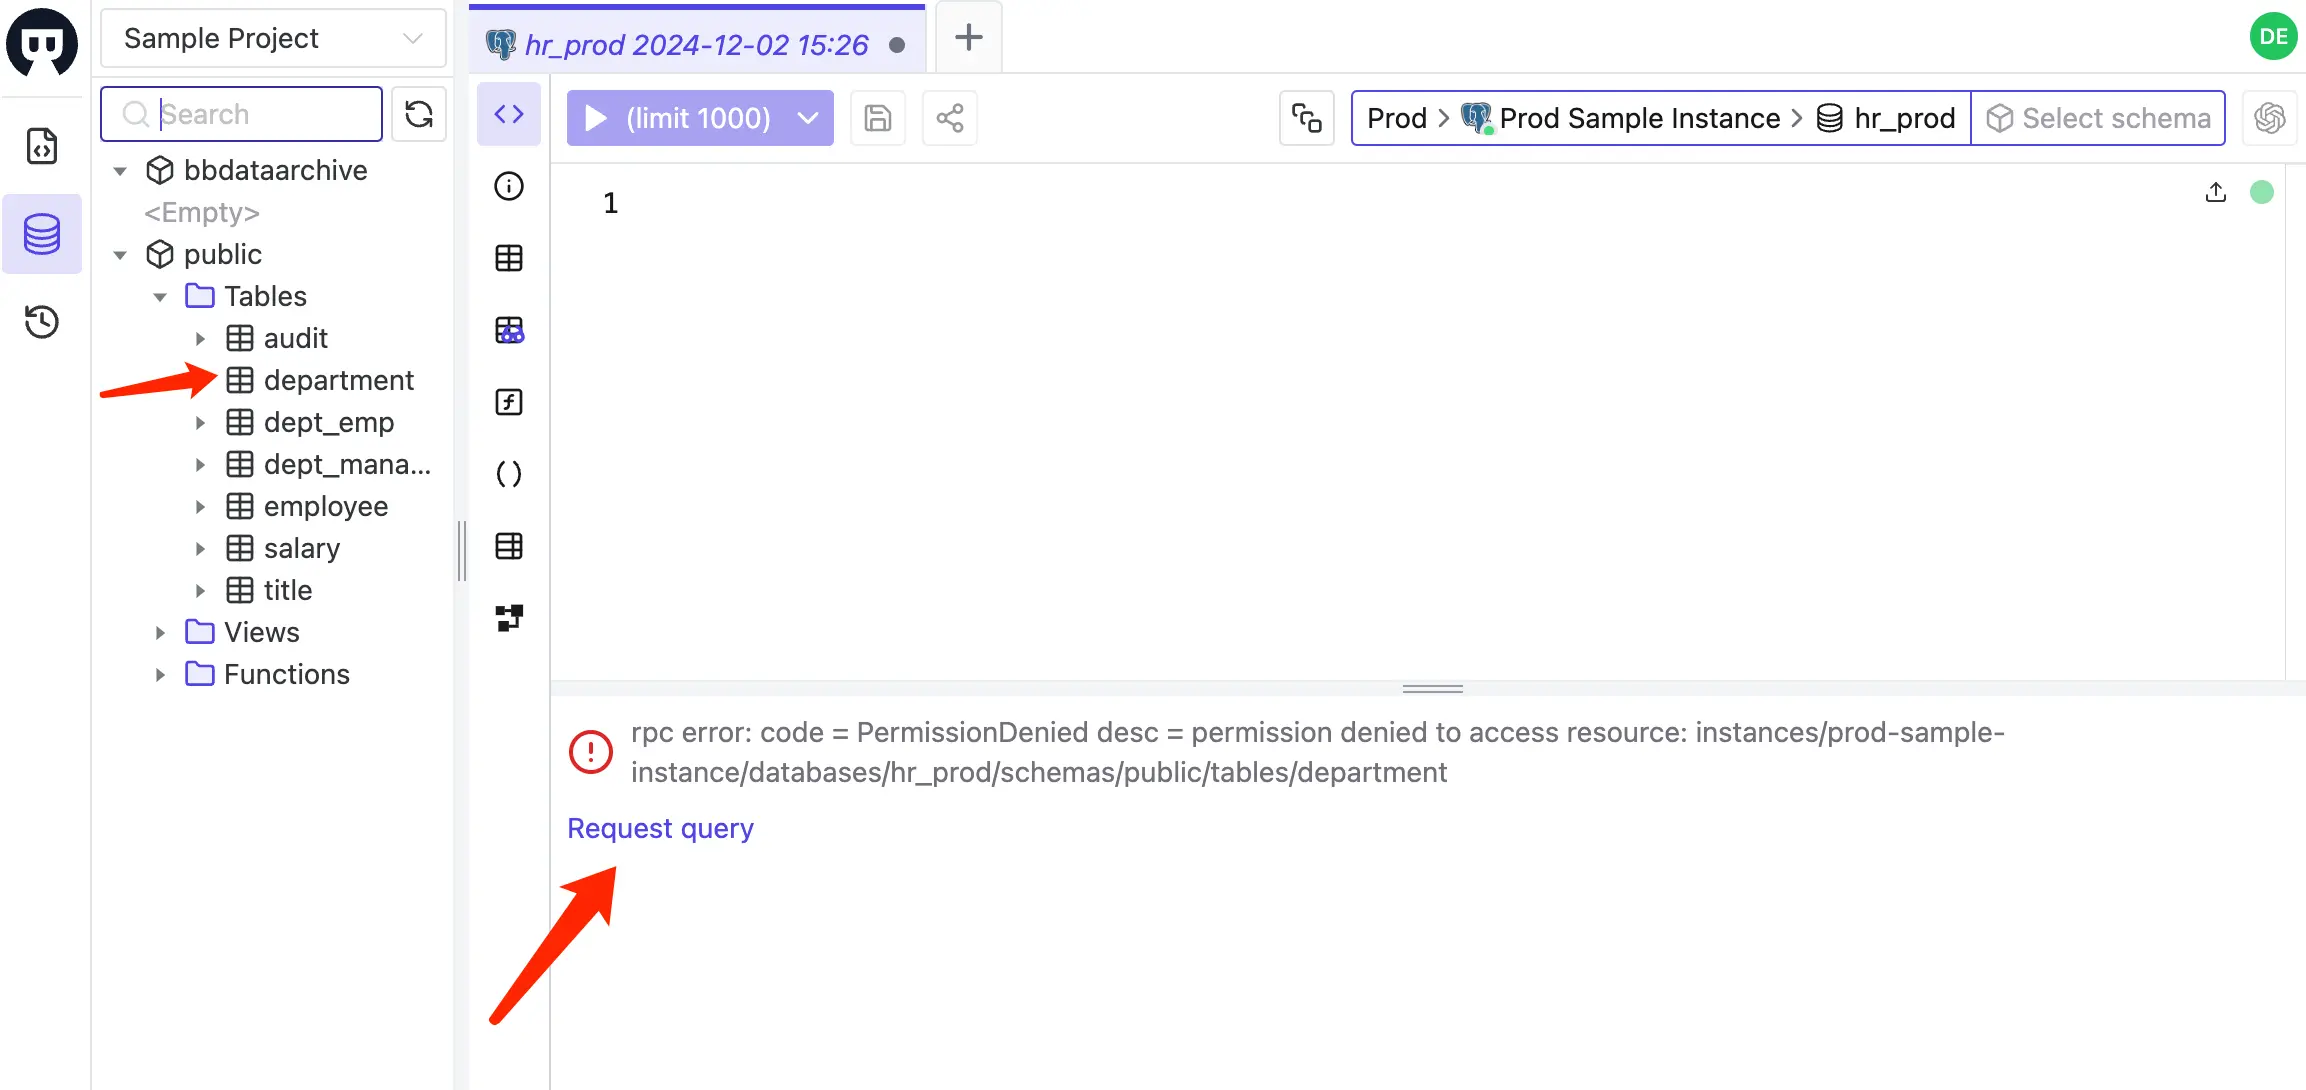 Sample Project
hr_prod 2024-12-02 15:26
DE
Search
(limit 1000)
Prod > Prod Sample Instance > hr_prod
Select schema
bbdataarchive
<Empty>
public
Tables
audit
department
dept_emp
dept_mana...
employee
salary
title
Views
Functions
1
rpc error: code = PermissionDenied desc = permission denied to access resource: instances/prod-sample-
instance/databases/hr_prod/schemas/public/tables/department
Request query